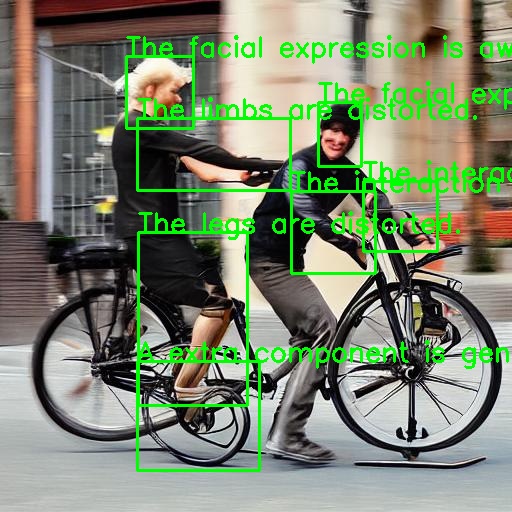 The facial expression is aw
The facial exp
The limbs are distorted.
The interac
The interaction
The legs are distorted.
A extra component is gen